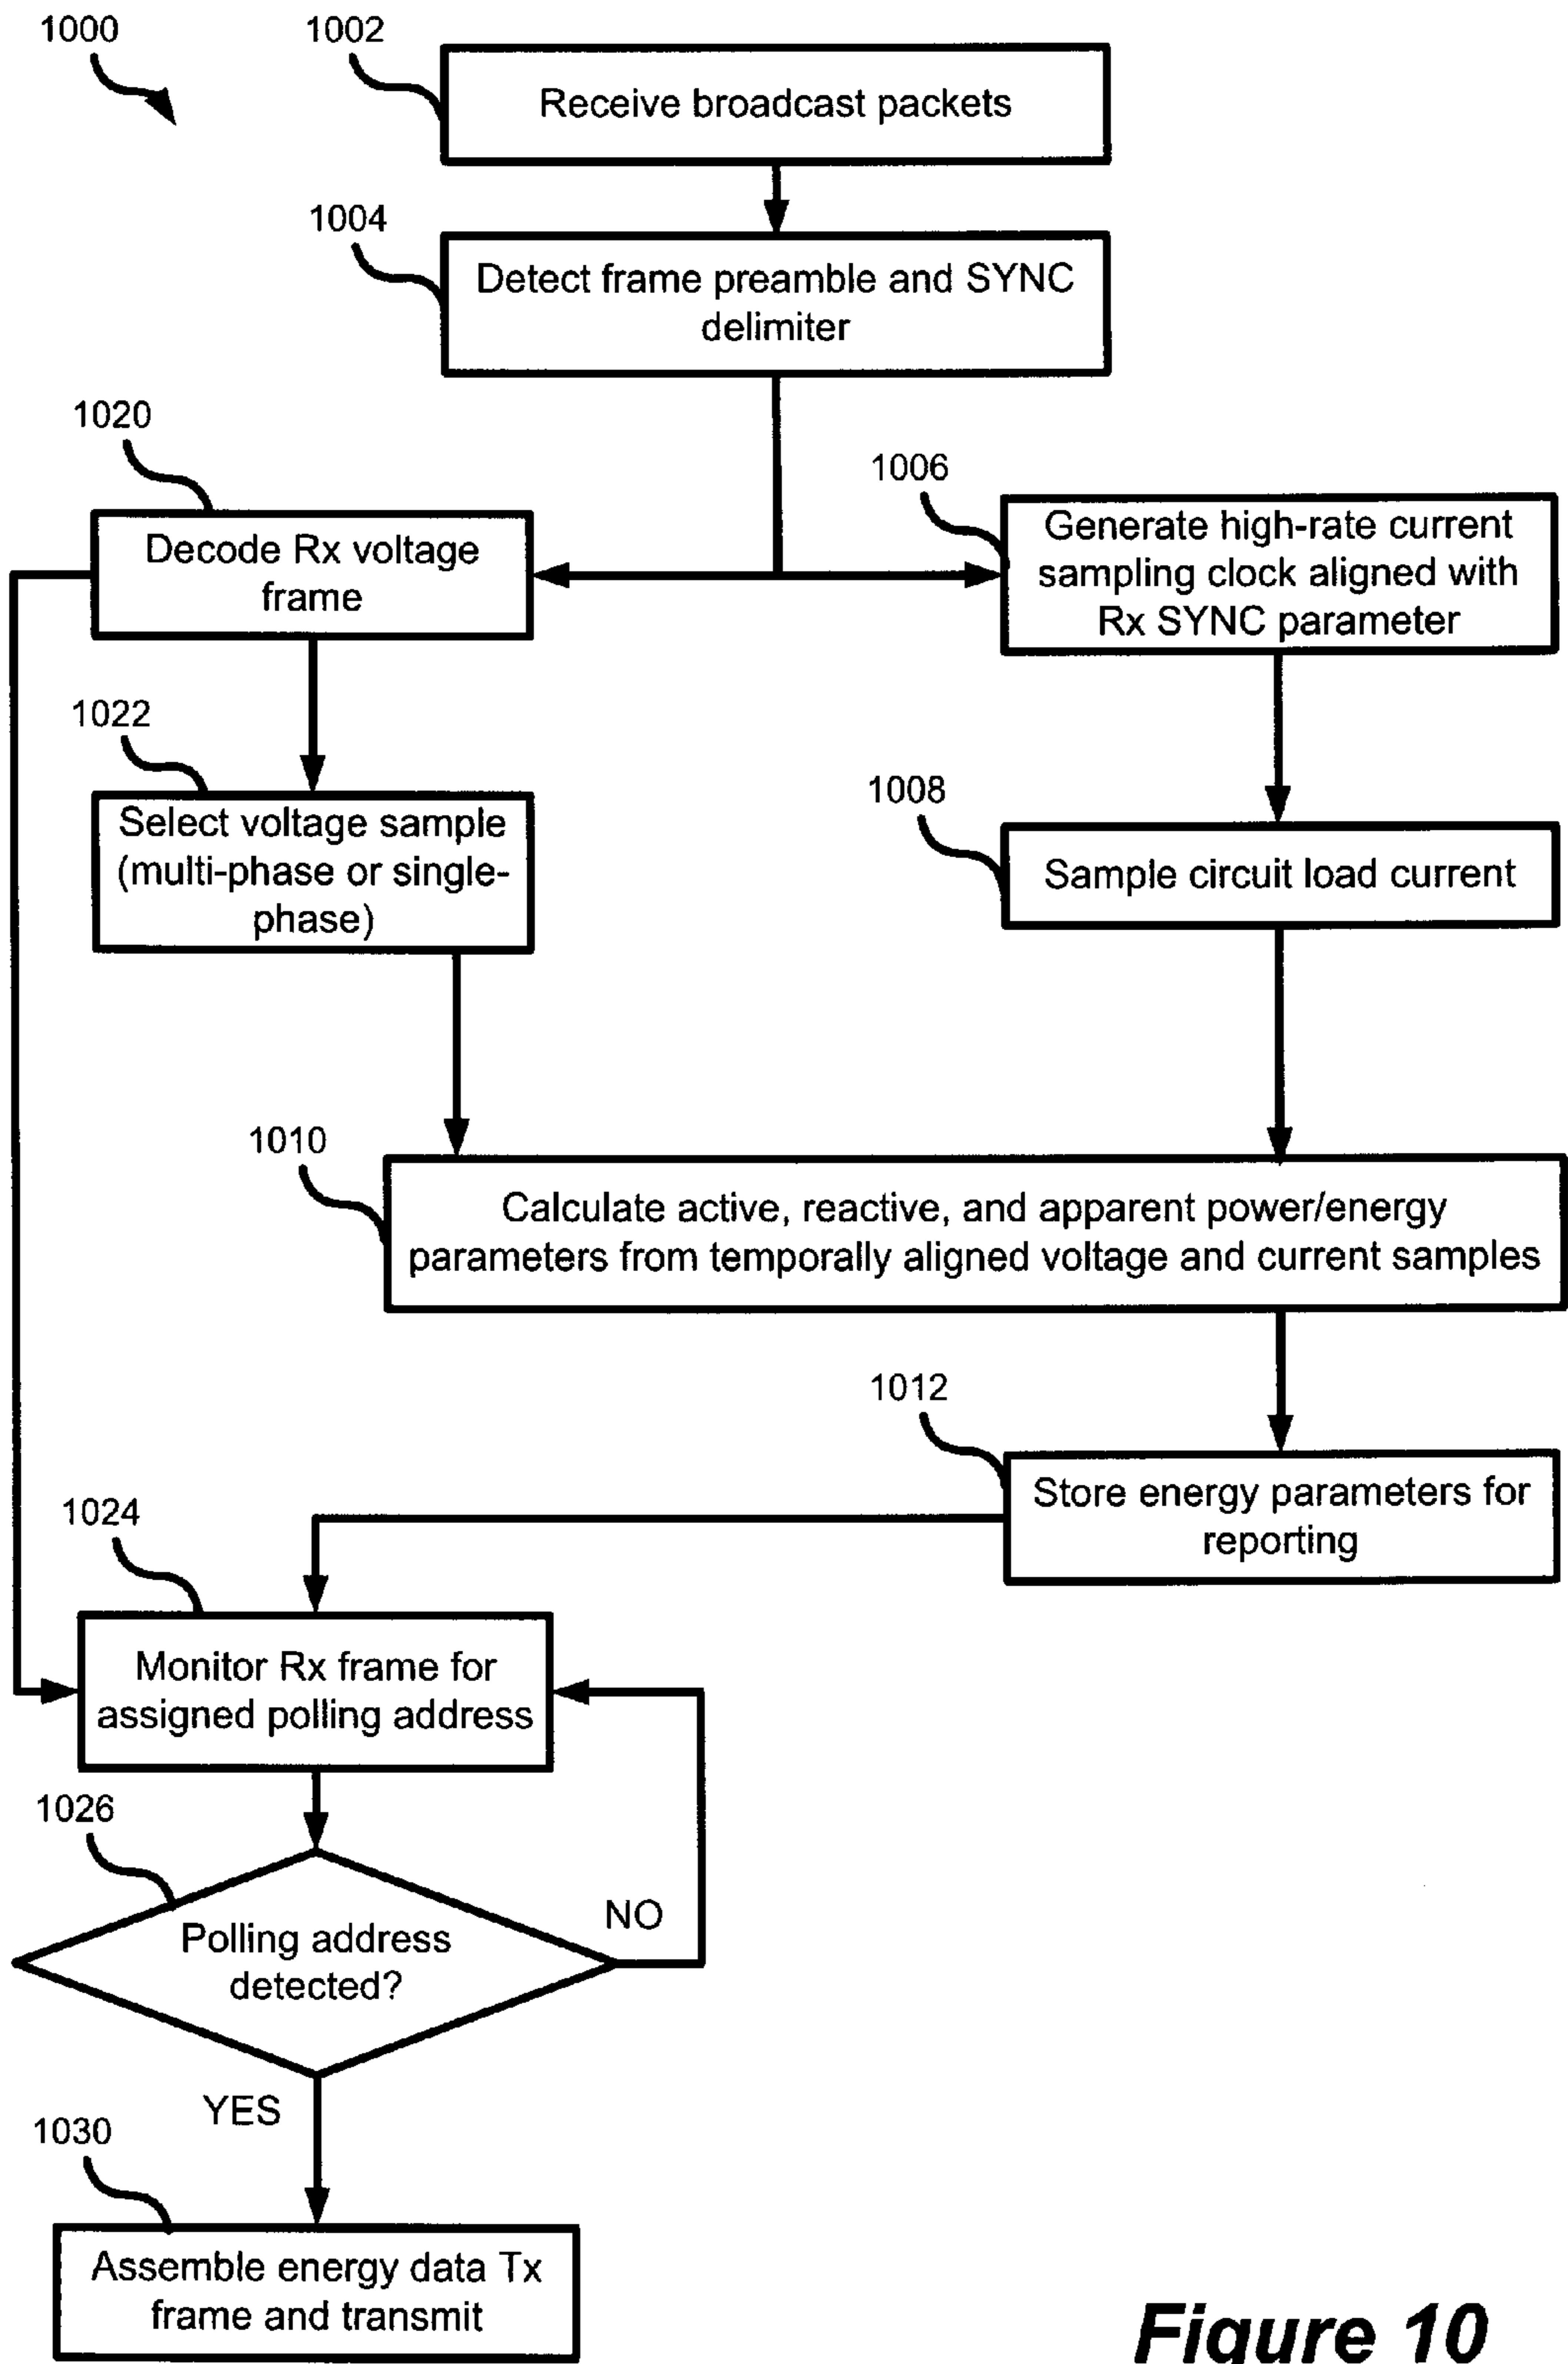 1000
1002
Receive broadcast packets
1004
Detect frame preamble and SYNC
delimiter
1020
Decode Rx voltage
frame
1006
Generate high-rate current
sampling clock aligned with
Rx SYNC parameter
1022
Select voltage sample
(multi-phase or single-
phase)
1008
Sample circuit load current
1010
Calculate active, reactive, and apparent power/energy
parameters from temporally aligned voltage and current samples
1012
Store energy parameters for
reporting
1024
Monitor Rx frame for
assigned polling address
1026
Polling address
detected?
NO
YES
1030
Assemble energy data Tx
frame and transmit
Figure 10